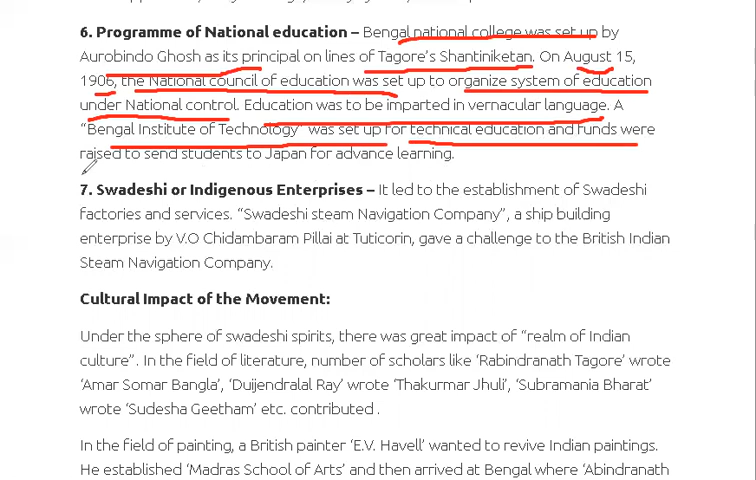 6. Programme of National education – Bengal national college was set up by
Aurobindo Ghosh as its principal on lines of Tagore's Shantiniketan. On August 15,
1906, the National council of education was set up to organize system of education
under National control. Education was to be imparted in vernacular language. A
“Bengal Institute of Technology” was set up for technical education and funds were
raised to send students to Japan for advance learning.
7. Swadeshi or Indigenous Enterprises – It led to the establishment of Swadeshi
factories and services. “Swadeshi steam Navigation Company”, a ship building
enterprise by V.O Chidambaram Pillai at Tuticorin, gave a challenge to the British Indian
Steam Navigation Company.
Cultural Impact of the Movement:
Under the sphere of swadeshi spirits, there was great impact of “realm of Indian
culture”. In the field of literature, number of scholars like ‘Rabindranath Tagore’ wrote
‘Amar Somar Bangla’, ‘Duijendralal Ray’ wrote ‘Thakurmar Jhuli’, ‘Subramania Bharat’
wrote ‘Sudesha Geetham’ etc. contributed .
In the field of painting, a British painter ‘E.V. Havell’ wanted to revive Indian paintings.
He established ‘Madras School of Arts’ and then arrived at Bengal where ‘Abindranath